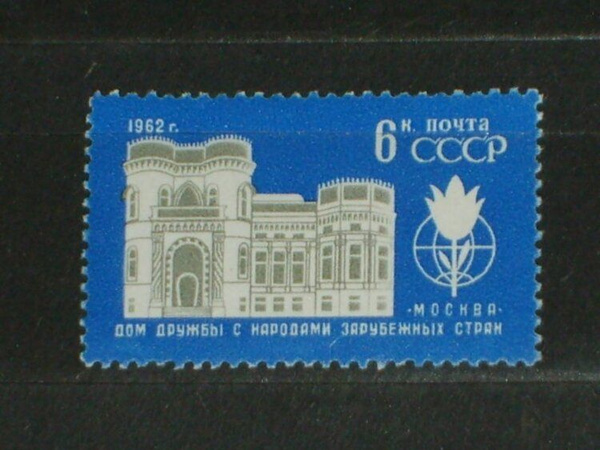 1962 г.
6 к. почта
СССР
·МОСКВА·
ДОМ ДРУЖБЫ С НАРОДАМИ ЗАРУБЕЖНЫХ СТРАН